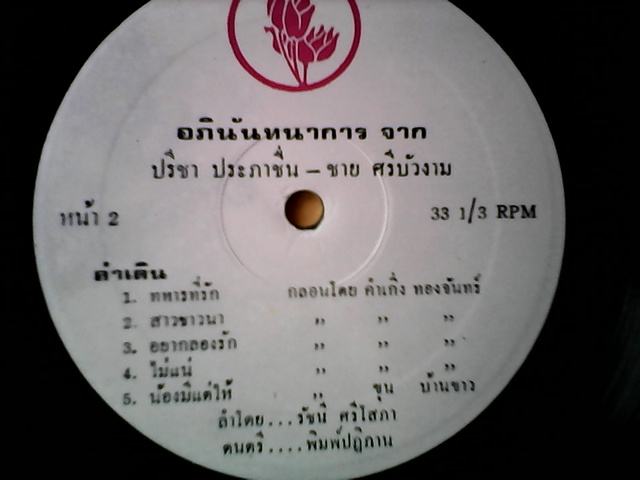 อภินันทนาการ จาก
ปรีชา ประภาชื่น - ชาย ศรีบัวงาม
หน้า 2 33 1/3 RPM
ลำเดิน
1. ทหารที่รัก กลอนโดย คำเกิ่ง ทองจันทร์
2. สาวชาวนา ,, ,, ,,
3. อยากลองรัก ,, ,, ,,
4. ไม่แน่ ,, ,, ,,
5. น้องมีแต่ให้ ,, ขุน บ้านขาว
ลำโดย...รัชนี ศรีโสภา
ดนตรี....พิมพ์ปฏิภาน